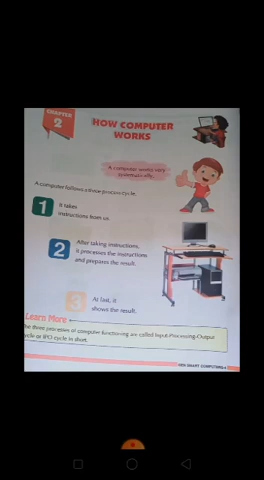 CHAPTER
2
HOW COMPUTER
WORKS
A computer works very
systematically.
A computer follows a three process cycle.
1
It takes
instructions from us.
2
After taking instructions,
it processes the instructions
and prepares the result.
3
At last, it
shows the result.
Learn More
The three processes of computer functioning are called Input-Processing-Output
cycle or IPO cycle in short.
SMART COMPUTING-4